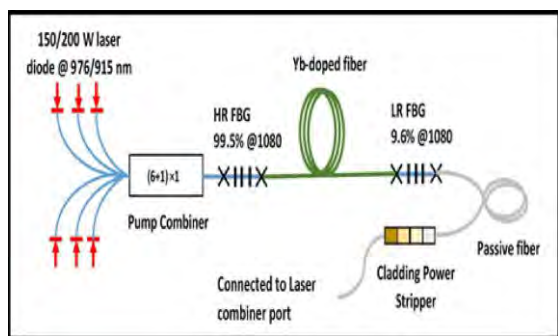 150/200 W laser
diode @ 976/915 nm
Yb-doped fiber
HR FBG
99.5% @1080
LR FBG
9.6% @1080
(6+1)×1
Pump Combiner
Passive fiber
Cladding Power
Stripper
Connected to Laser
combiner port